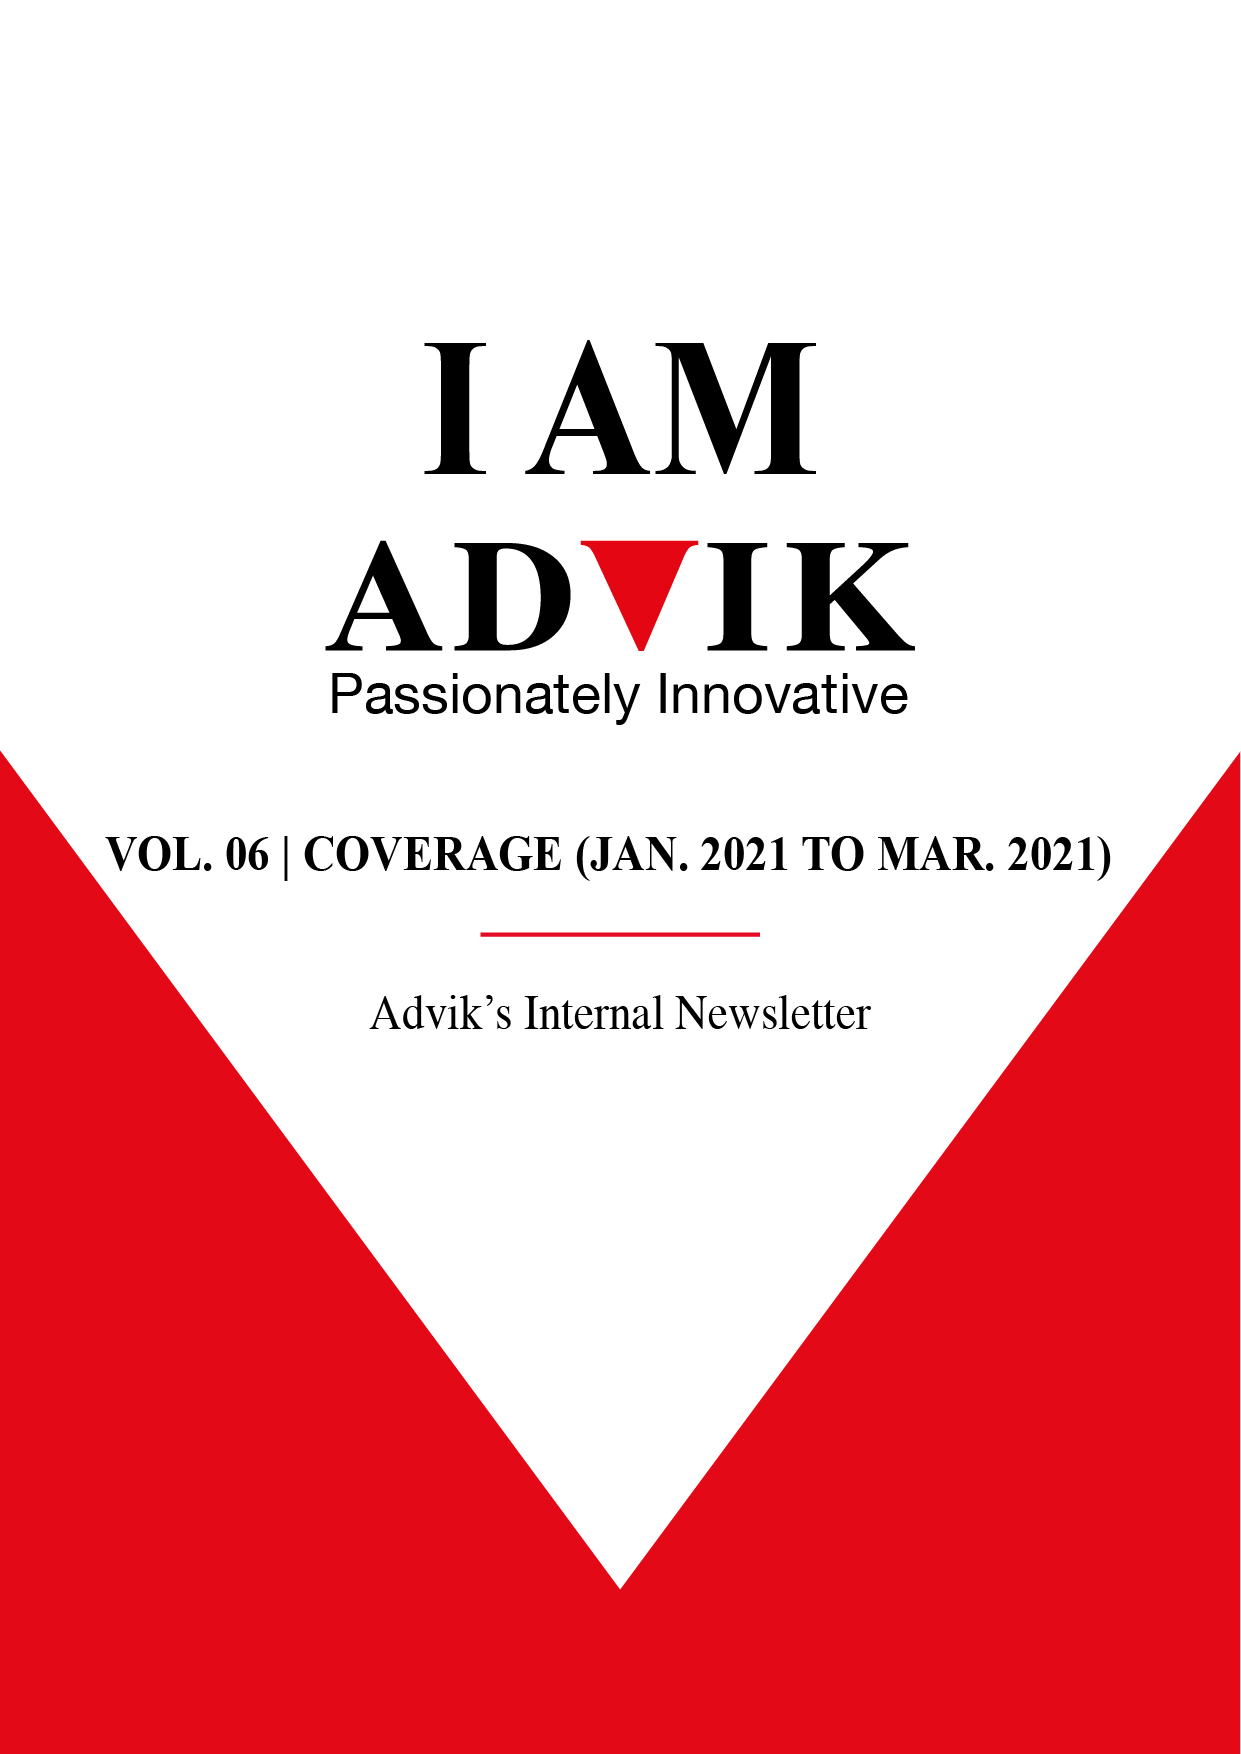 I AM
ADVIK
Passionately Innovative
VOL. 06 | COVERAGE (JAN. 2021 TO MAR. 2021)
Advik’s Internal Newsletter